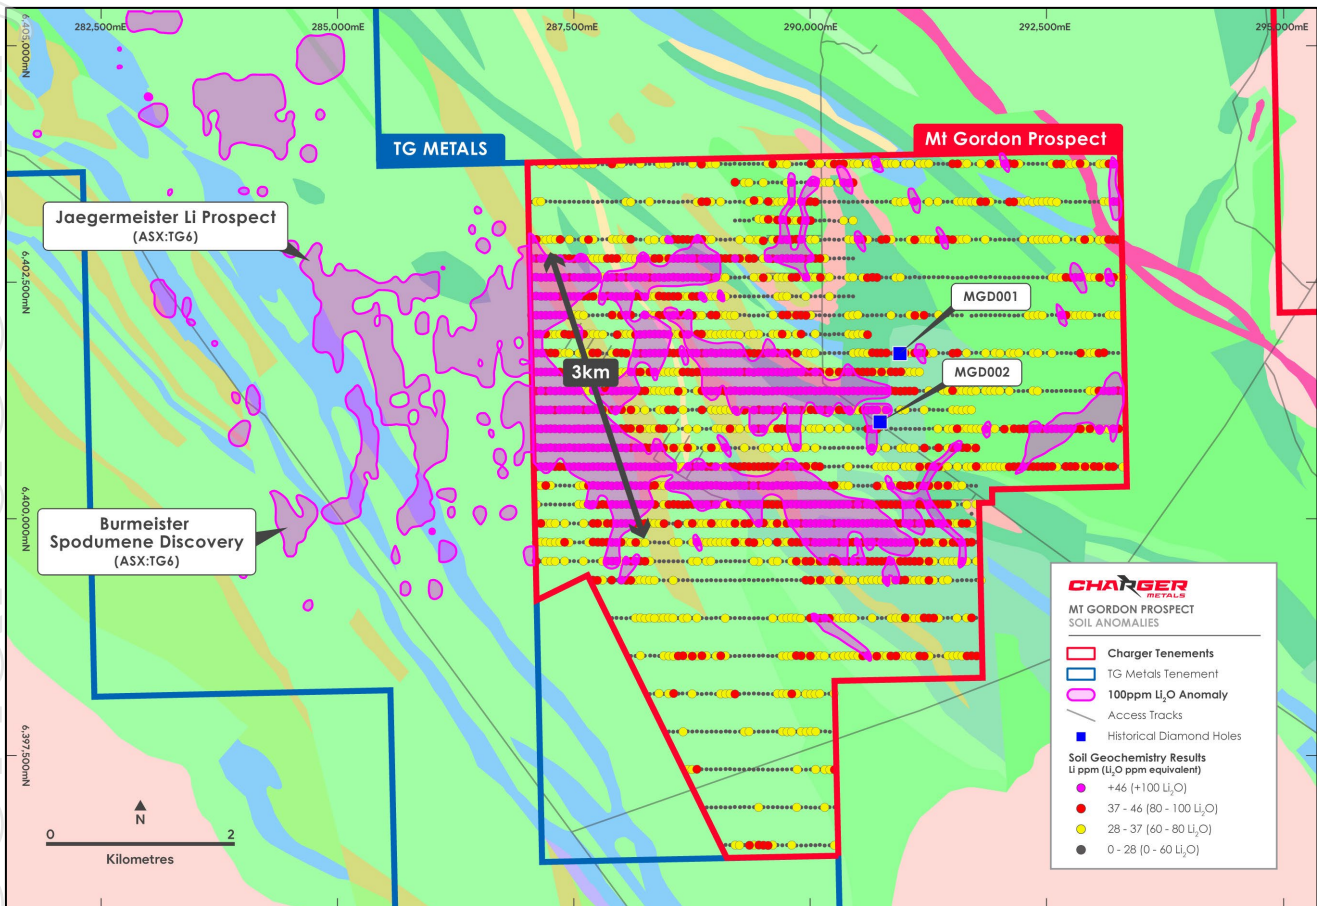 282,500mE
285,000mE
287,500mE
290,000mE
292,500mE
295,000mE
6,405,000mN
6,402,500mN
6,400,000mN
6,397,500mN
TG METALS
Mt Gordon Prospect
Jaegermeister Li Prospect
(ASX:TG6)
MGD001
MGD002
3km
Burmeister
Spodumene Discovery
(ASX:TG6)
N
0 2
Kilometres
CHARGER
METALS
MT GORDON PROSPECT
SOIL ANOMALIES
Charger Tenements
TG Metals Tenement
100ppm Li₂O Anomaly
Access Tracks
Historical Diamond Holes
Soil Geochemistry Results
Li ppm (Li₂O ppm equivalent)
+46 (+100 Li₂O)
37 - 46 (80 - 100 Li₂O)
28 - 37 (60 - 80 Li₂O)
0 - 28 (0 - 60 Li₂O)